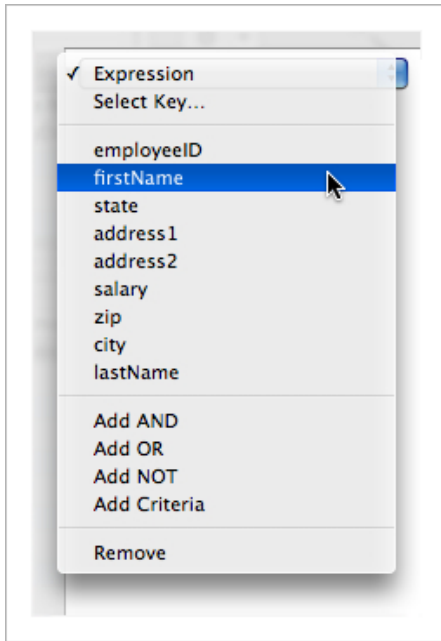 Expression
Select Key...
employeeID
firstName
state
address1
address2
salary
zip
city
lastName
Add AND
Add OR
Add NOT
Add Criteria
Remove